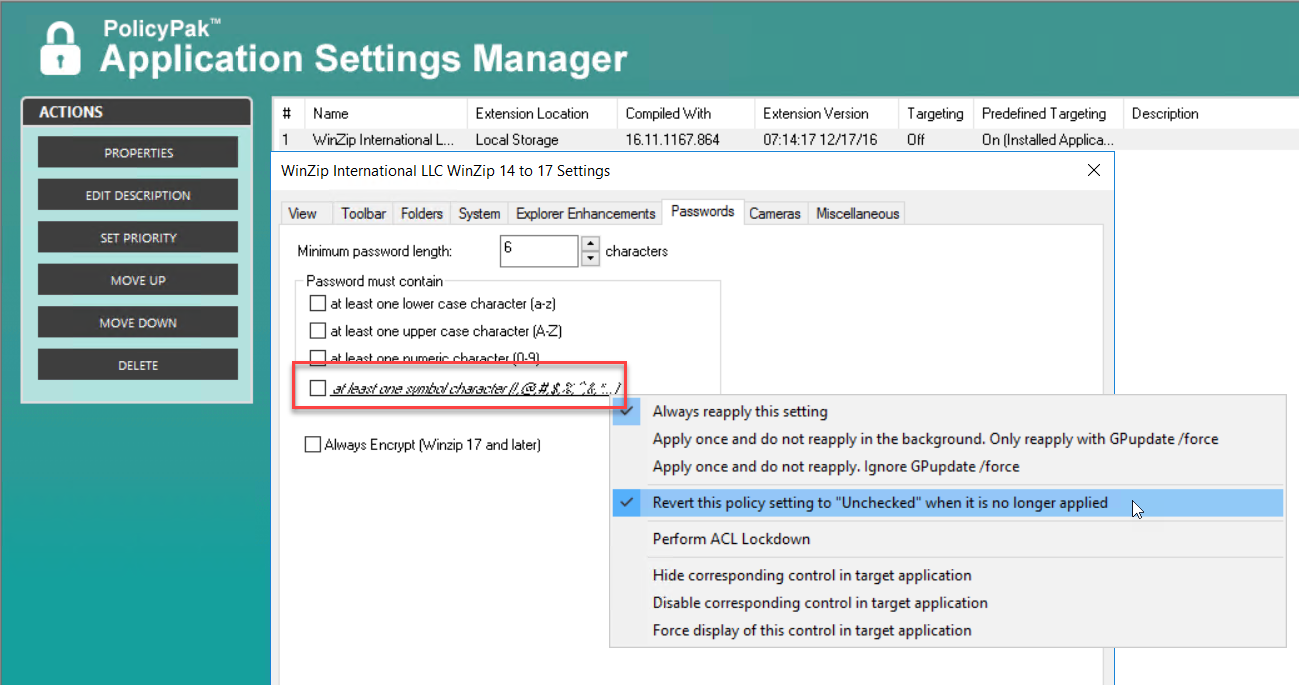 PolicyPak™
Application Settings Manager
ACTIONS
PROPERTIES
EDIT DESCRIPTION
SET PRIORITY
MOVE UP
MOVE DOWN
DELETE
# Name Extension Location Compiled With Extension Version Targeting Predefined Targeting Description
1 WinZip International L... Local Storage 16.11.1167.864 07:14:17 12/17/16 Off On (Installed Applica...
WinZip International LLC WinZip 14 to 17 Settings
View Toolbar Folders System Explorer Enhancements Passwords Cameras Miscellaneous
Minimum password length: 6 characters
Password must contain
at least one lower case character (a-z)
at least one upper case character (A-Z)
at least one numeric character (0-9)
at least one symbol character (!,@,#,$,%,^,&,*...)
Always Encrypt (Winzip 17 and later)
Always reapply this setting
Apply once and do not reapply in the background. Only reapply with GPupdate /force
Apply once and do not reapply. Ignore GPupdate /force
Revert this policy setting to "Unchecked" when it is no longer applied
Perform ACL Lockdown
Hide corresponding control in target application
Disable corresponding control in target application
Force display of this control in target application